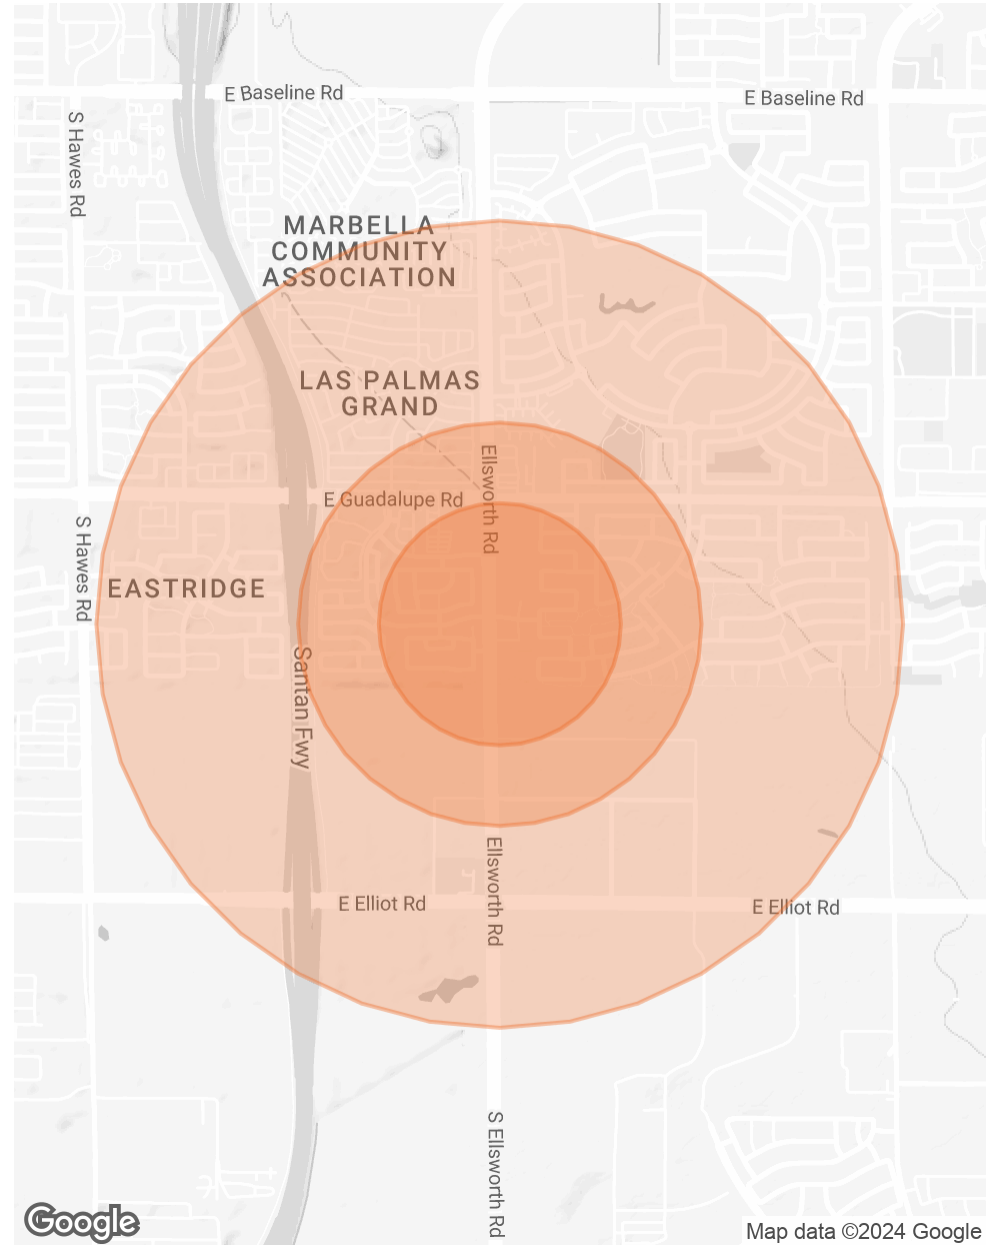 E Baseline Rd
E Baseline Rd
S Hawes Rd
MARBELLA
COMMUNITY
ASSOCIATION
LAS PALMAS
GRAND
Ellsworth Rd
E Guadalupe Rd
S Hawes Rd
EASTRIDGE
Santan Fwy
Ellsworth Rd
E Elliot Rd
E Elliot Rd
S Ellsworth Rd
Google
Map data ©2024 Google